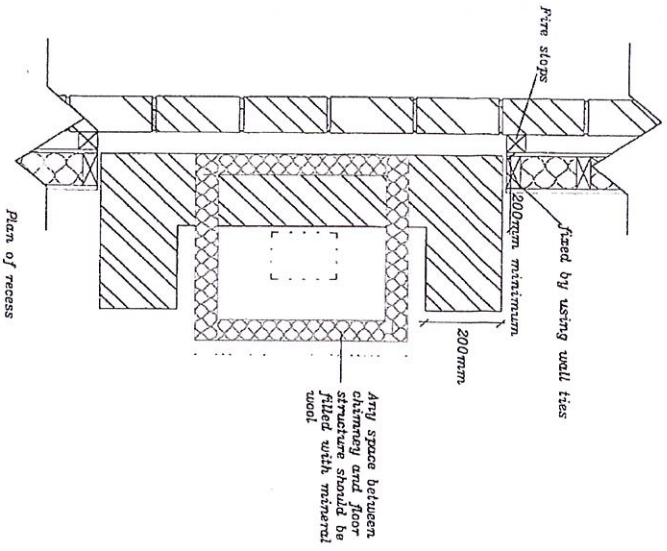 Fire stops
fixed by using wall ties
200mm minimum
200mm
Any space between
chimney and floor
structure should be
filled with mineral
wool
Plan of recess